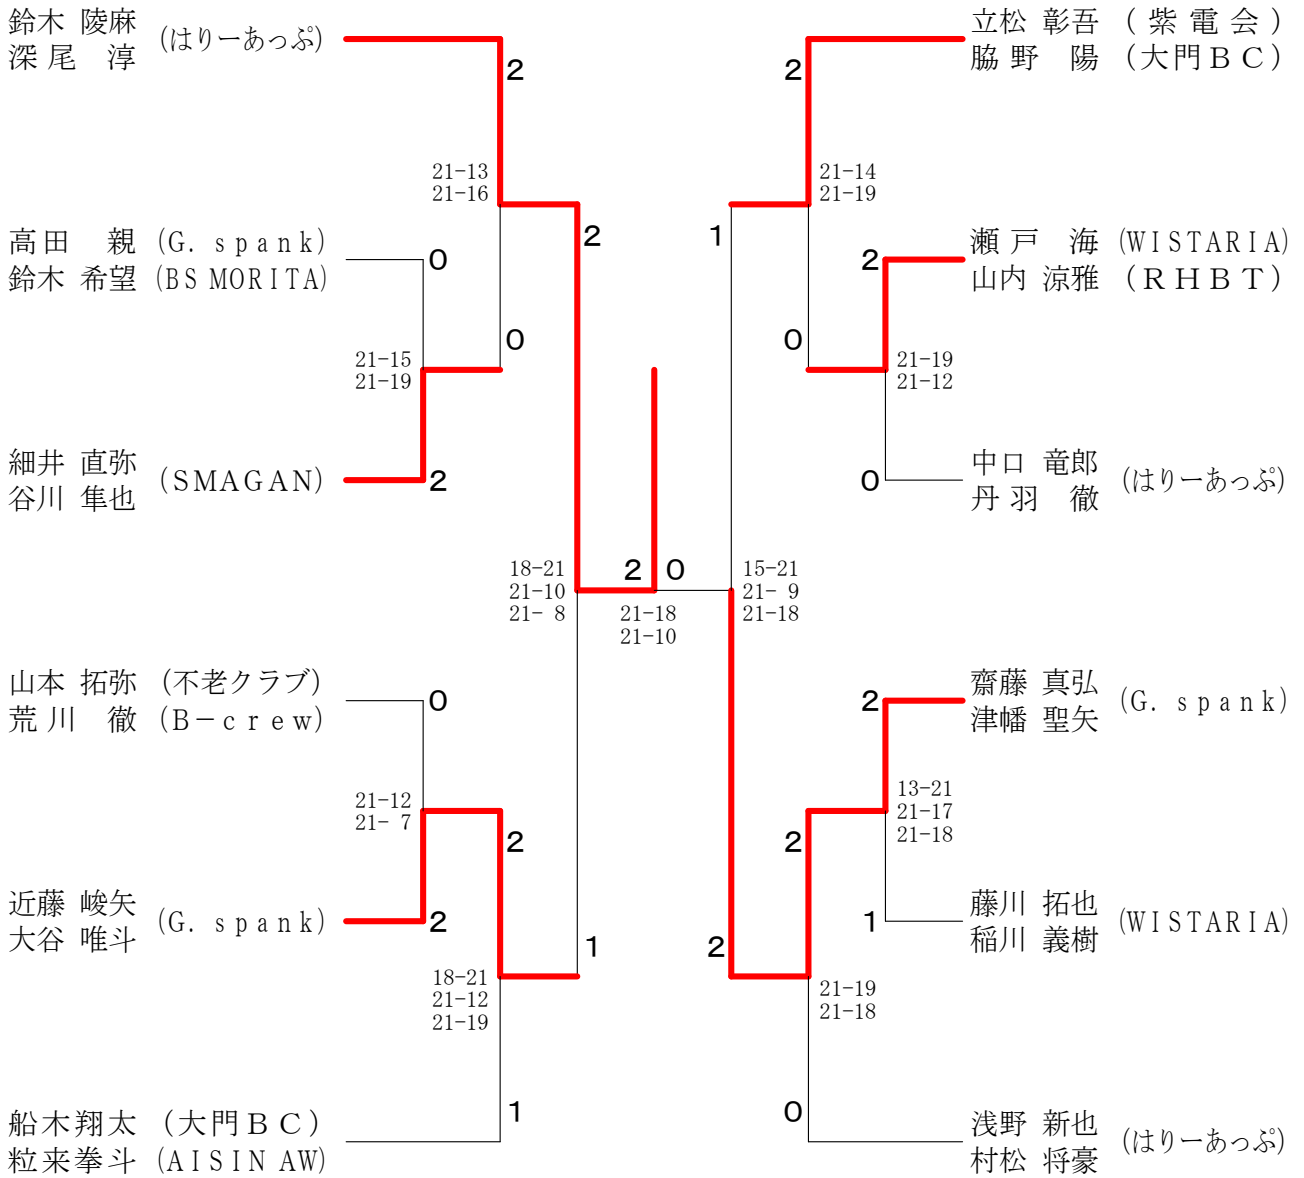 鈴木 陵麻
深尾 淳
(はりーあっぷ)
2
21-13
21-16
高田 親 (G. spank)
鈴木 希望 (BS MORITA)
0
0
21-15
21-19
細井 直弥
谷川 隼也
(SMAGAN)
2
2
18-21
21-10
21- 8
山本 拓弥 (不老クラブ)
荒川 徹 (B-crew)
0
21-12
21- 7
2
近藤 峻矢
大谷 唯斗
(G. spank)
2
1
18-21
21-12
21-19
船木翔太 (大門BC)
粒来拳斗 (AISIN AW)
1
2 0
21-18
21-10
立松 彰吾 (紫電会)
脇野 陽 (大門BC)
2
21-14
21-19
1
瀬戸 海 (WISTARIA)
山内 涼雅 (RHBT)
2
0
21-19
21-12
中口 竜郎
丹羽 徹
(はりーあっぷ)
0
15-21
21- 9
21-18
齋藤 真弘
津幡 聖矢
(G. spank)
2
13-21
21-17
21-18
2
藤川 拓也
稲川 義樹
(WISTARIA)
1
2
21-19
21-18
浅野 新也
村松 将豪
(はりーあっぷ)
0